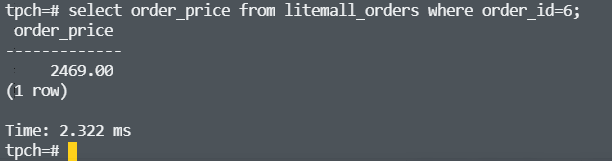 tpch=# select order_price from litemall_orders where order_id=6;
 order_price
-------------
     2469.00
(1 row)

Time: 2.322 ms
tpch=#